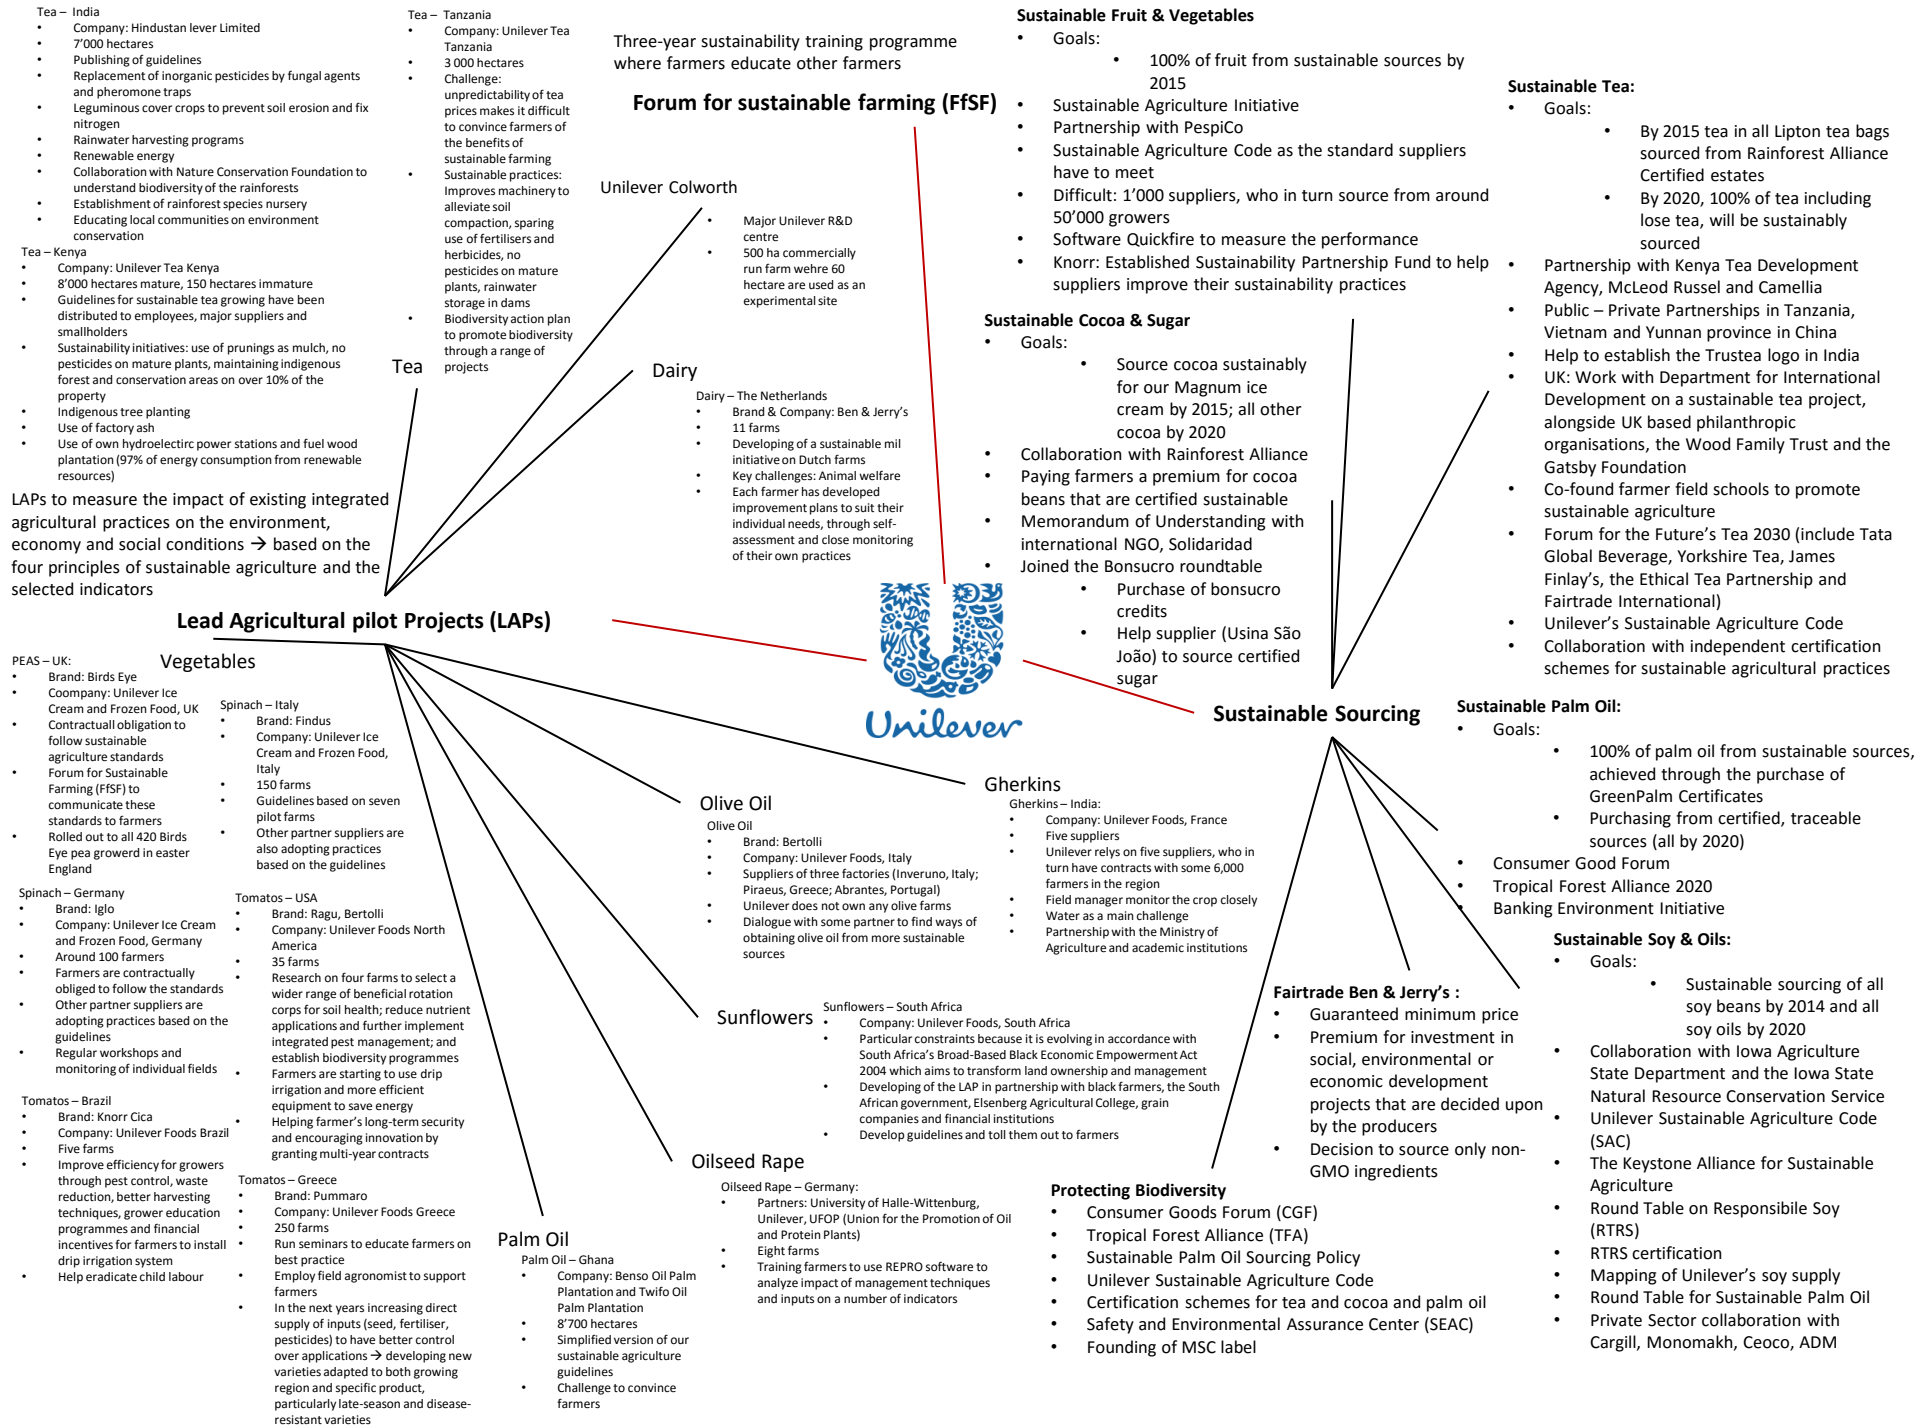 Tea – India
• Company: Hindustan lever Limited
• 7’000 hectares
• Publishing of guidelines
• Replacement of inorganic pesticides by fungal agents
and pheromone traps
• Leguminous cover crops to prevent soil erosion and fix
nitrogen
• Rainwater harvesting programs
• Renewable energy
• Collaboration with Nature Conservation Foundation to
understand biodiversity of the rainforests
• Establishment of rainforest species nursery
• Educating local communities on environment
conservation
Tea – Kenya
• Company: Unilever Tea Kenya
• 8’000 hectares mature, 150 hectares immature
• Guidelines for sustainable tea growing have been
distributed to employees, major suppliers and
smallholders
• Sustainability initiatives: use of prunings as mulch, no
pesticides on mature plants, maintaining indigenous
forest and conservation areas on over 10% of the
property
• Indigenous tree planting
• Use of factory ash
• Use of own hydroelectirc power stations and fuel wood
plantation (97% of energy consumption from renewable
resources)
Tea – Tanzania
• Company: Unilever Tea
Tanzania
• 3 000 hectares
• Challenge:
unpredictability of tea
prices makes it difficult
to convince farmers of
the benefits of
sustainable farming
• Sustainable practices:
Improves machinery to
alleviate soil
compaction, sparing
use of fertilisers and
herbicides, no
pesticides on mature
plants, rainwater
storage in dams
• Biodiversity action plan
to promote biodiversity
through a range of
projects
Tea
Three-year sustainability training programme
where farmers educate other farmers
Forum for sustainable farming (FfSF)
Unilever Colworth
• Major Unilever R&D
centre
• 500 ha commercially
run farm wehre 60
hectare are used as an
experimental site
Dairy
Dairy – The Netherlands
• Brand & Company: Ben & Jerry’s
• 11 farms
• Developing of a sustainable mil
initiative on Dutch farms
• Key challenges: Animal welfare
• Each farmer has developed
improvement plans to suit their
individual needs, through self-
assessment and close monitoring
of their own practices
LAPs to measure the impact of existing integrated
agricultural practices on the environment,
economy and social conditions → based on the
four principles of sustainable agriculture and the
selected indicators
Lead Agricultural pilot Projects (LAPs)
Unilever
Sustainable Fruit & Vegetables
• Goals:
• 100% of fruit from sustainable sources by
2015
• Sustainable Agriculture Initiative
• Partnership with PespiCo
• Sustainable Agriculture Code as the standard suppliers
have to meet
• Difficult: 1’000 suppliers, who in turn source from around
50’000 growers
• Software Quickfire to measure the performance
• Knorr: Established Sustainability Partnership Fund to help
suppliers improve their sustainability practices
Sustainable Cocoa & Sugar
• Goals:
• Source cocoa sustainably
for our Magnum ice
cream by 2015; all other
cocoa by 2020
• Collaboration with Rainforest Alliance
• Paying farmers a premium for cocoa
beans that are certified sustainable
• Memorandum of Understanding with
international NGO, Solidaridad
• Joined the Bonsucro roundtable
• Purchase of bonsucro
credits
• Help supplier (Usina São
João) to source certified
sugar
Sustainable Tea:
• Goals:
• By 2015 tea in all Lipton tea bags
sourced from Rainforest Alliance
Certified estates
• By 2020, 100% of tea including
lose tea, will be sustainably
sourced
• Partnership with Kenya Tea Development
Agency, McLeod Russel and Camellia
• Public – Private Partnerships in Tanzania,
Vietnam and Yunnan province in China
• Help to establish the Trustea logo in India
• UK: Work with Department for International
Development on a sustainable tea project,
alongside UK based philanthropic
organisations, the Wood Family Trust and the
Gatsby Foundation
• Co-found farmer field schools to promote
sustainable agriculture
• Forum for the Future’s Tea 2030 (include Tata
Global Beverage, Yorkshire Tea, James
Finlay’s, the Ethical Tea Partnership and
Fairtrade International)
• Unilever’s Sustainable Agriculture Code
• Collaboration with independent certification
schemes for sustainable agricultural practices
Sustainable Sourcing
Vegetables
PEAS – UK:
• Brand: Birds Eye
• Coompany: Unilever Ice
Cream and Frozen Food, UK
• Contractuall obligation to
follow sustainable
agriculture standards
• Forum for Sustainable
Farming (FfSF) to
communicate these
standards to farmers
• Rolled out to all 420 Birds
Eye pea growerd in easter
England
Spinach – Italy
• Brand: Findus
• Company: Unilever Ice
Cream and Frozen Food,
Italy
• 150 farms
• Guidelines based on seven
pilot farms
• Other partner suppliers are
also adopting practices
based on the guidelines
Spinach – Germany
• Brand: Iglo
• Company: Unilever Ice Cream
and Frozen Food, Germany
• Around 100 farmers
• Farmers are contractually
obliged to follow the standards
• Other partner suppliers are
adopting practices based on the
guidelines
• Regular workshops and
monitoring of individual fields
Tomatos – USA
• Brand: Ragu, Bertolli
• Company: Unilever Foods North
America
• 35 farms
• Research on four farms to select a
wider range of beneficial rotation
corps for soil health; reduce nutrient
applications and further implement
integrated pest management; and
establish biodiversity programmes
• Farmers are starting to use drip
irrigation and more efficient
equipment to save energy
• Helping farmer’s long-term security
and encouraging innovation by
granting multi-year contracts
Tomatos – Brazil
• Brand: Knorr Cica
• Company: Unilever Foods Brazil
• Five farms
• Improve efficiency for growers
through pest control, waste
reduction, better harvesting
techniques, grower education
programmes and financial
incentives for farmers to install
drip irrigation system
• Help eradicate child labour
Tomatos – Greece
• Brand: Pummaro
• Company: Unilever Foods Greece
• 250 farms
• Run seminars to educate farmers on
best practice
• Employ field agronomist to support
farmers
• In the next years increasing direct
supply of inputs (seed, fertiliser,
pesticides) to have better control
over applications → developing new
varieties adapted to both growing
region and specific product,
particularly late-season and disease-
resistant varieties
Olive Oil
Olive Oil
• Brand: Bertolli
• Company: Unilever Foods, Italy
• Suppliers of three factories (Inveruno, Italy;
Piraeus, Greece; Abrantes, Portugal)
• Unilever does not own any olive farms
• Dialogue with some partner to find ways of
obtaining olive oil from more sustainable
sources
Gherkins
Gherkins – India:
• Company: Unilever Foods, France
• Five suppliers
• Unilever relies on five suppliers, who in
turn have contracts with some 6,000
farmers in the region
• Field manager monitor the crop closely
• Water as a main challenge
• Partnership with the Ministry of
Agriculture and academic institutions
Sunflowers
Sunflowers – South Africa
• Company: Unilever Foods, South Africa
• Particular constraints because it is evolving in accordance with
South Africa’s Broad-Based Black Economic Empowerment Act
2004 which aims to transform land ownership and management
• Developing of the LAP in partnership with black farmers, the South
African government, Elsenberg Agricultural College, grain
companies and financial institutions
• Develop guidelines and toll them out to farmers
Oilseed Rape
Oilseed Rape – Germany:
• Partners: University of Halle-Wittenburg,
Unilever, UFOP (Union for the Promotion of Oil
and Protein Plants)
• Eight farms
• Training farmers to use REPRO software to
analyze impact of management techniques
and inputs on a number of indicators
Palm Oil
Palm Oil – Ghana
• Company: Benso Oil Palm
Plantation and Twifo Oil
Palm Plantation
• 8’700 hectares
• Simplified version of our
sustainable agriculture
guidelines
• Challenge to convince
farmers
Sustainable Palm Oil:
• Goals:
• 100% of palm oil from sustainable sources,
achieved through the purchase of
GreenPalm Certificates
• Purchasing from certified, traceable
sources (all by 2020)
• Consumer Good Forum
• Tropical Forest Alliance 2020
• Banking Environment Initiative
Sustainable Soy & Oils:
• Goals:
• Sustainable sourcing of all
soy beans by 2014 and all
soy oils by 2020
• Collaboration with Iowa Agriculture
State Department and the Iowa State
Natural Resource Conservation Service
• Unilever Sustainable Agriculture Code
(SAC)
• The Keystone Alliance for Sustainable
Agriculture
• Round Table on Responsibile Soy
(RTRS)
• RTRS certification
• Mapping of Unilever’s soy supply
• Round Table for Sustainable Palm Oil
• Private Sector collaboration with
Cargill, Monomakh, Ceoco, ADM
Fairtrade Ben & Jerry’s :
• Guaranteed minimum price
• Premium for investment in
social, environmental or
economic development
projects that are decided upon
by the producers
• Decision to source only non-
GMO ingredients
Protecting Biodiversity
• Consumer Goods Forum (CGF)
• Tropical Forest Alliance (TFA)
• Sustainable Palm Oil Sourcing Policy
• Unilever Sustainable Agriculture Code
• Certification schemes for tea and cocoa and palm oil
• Safety and Environmental Assurance Center (SEAC)
• Founding of MSC label